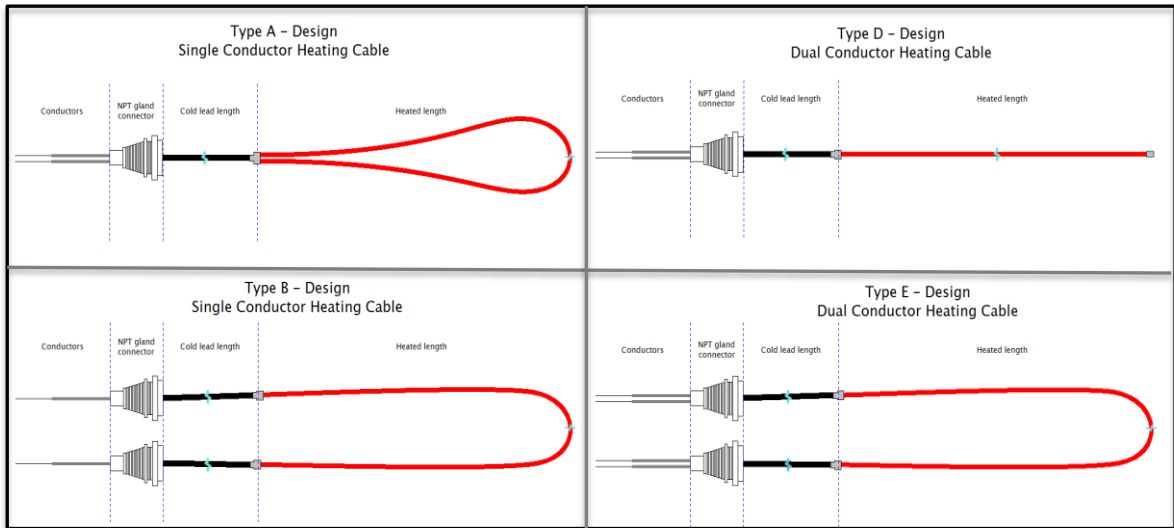 Type A – Design
Single Conductor Heating Cable
Conductors
NPT gland
connector
Cold lead length
Heated length
Type D – Design
Dual Conductor Heating Cable
Conductors
NPT gland
connector
Cold lead length
Heated length
Type B – Design
Single Conductor Heating Cable
Conductors
NPT gland
connector
Cold lead length
Heated length
Type E – Design
Dual Conductor Heating Cable
Conductors
NPT gland
connector
Cold lead length
Heated length